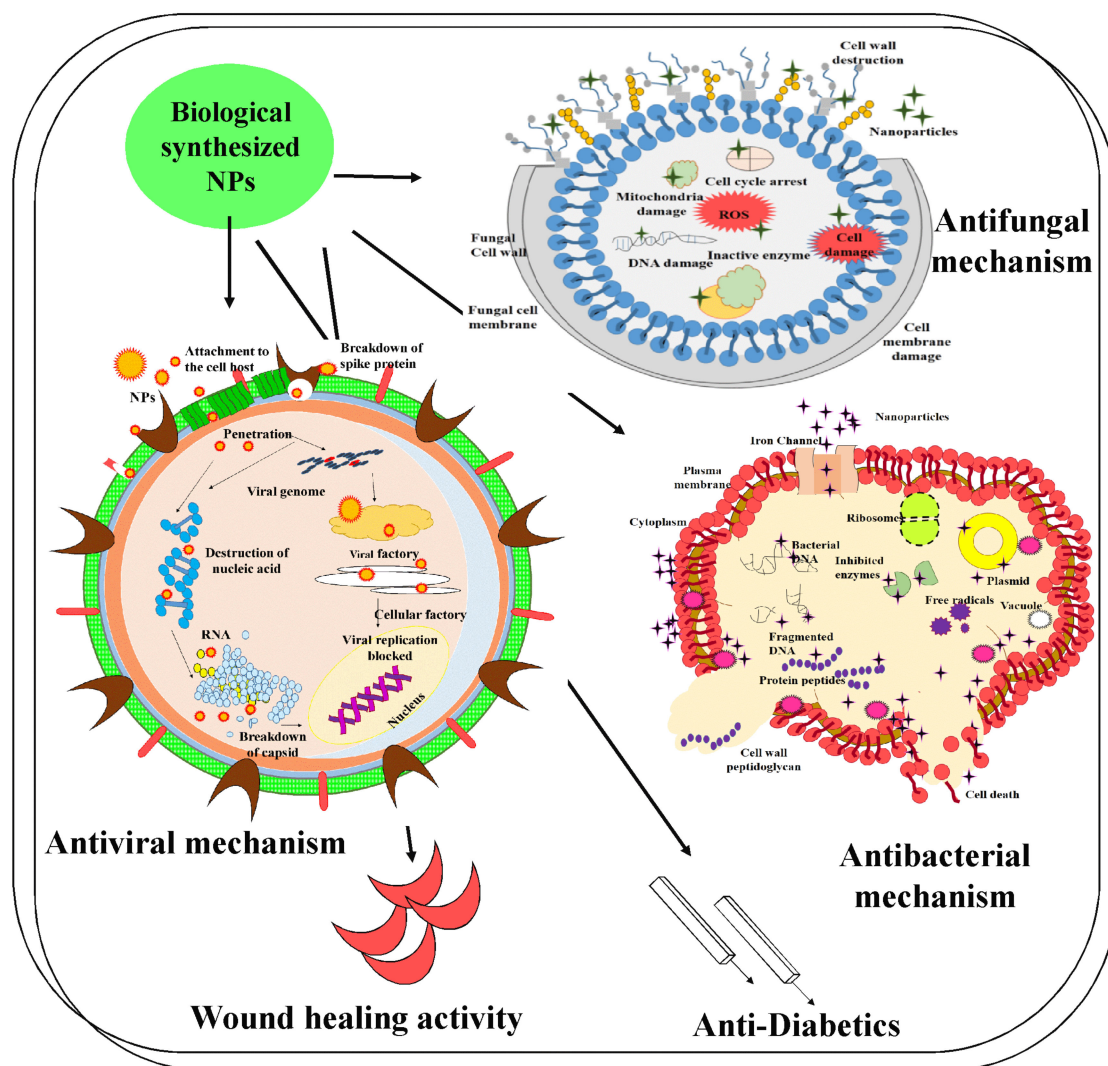 Biological
synthesized
NPs
Cell wall
destruction
Nanoparticles
Cell cycle arrest
Mitochondria
damage
ROS
Fungal
Cell wall
DNA damage
Inactive enzyme
Cell
damage
Fungal cell
membrane
Cell
membrane
damage
Antifungal
mechanism
Attachment to
the cell host
Breakdown of
spike protein
NPs
Penetration
Viral genome
Destruction of
nucleic acid
Viral factory
Cellular factory
RNA
Viral replication
blocked
Nucleus
Breakdown
of capsid
Antiviral mechanism
Nanoparticles
Iron Channel
Plasma
membrane
Cytoplasm
Ribosomes
Bacterial
DNA
Inhibited
enzymes
Plasmid
Free radicals
Vacuole
Fragmented
DNA
Protein peptides
Cell wall
peptidoglycan
Cell death
Antibacterial
mechanism
Wound healing activity
Anti-Diabetics